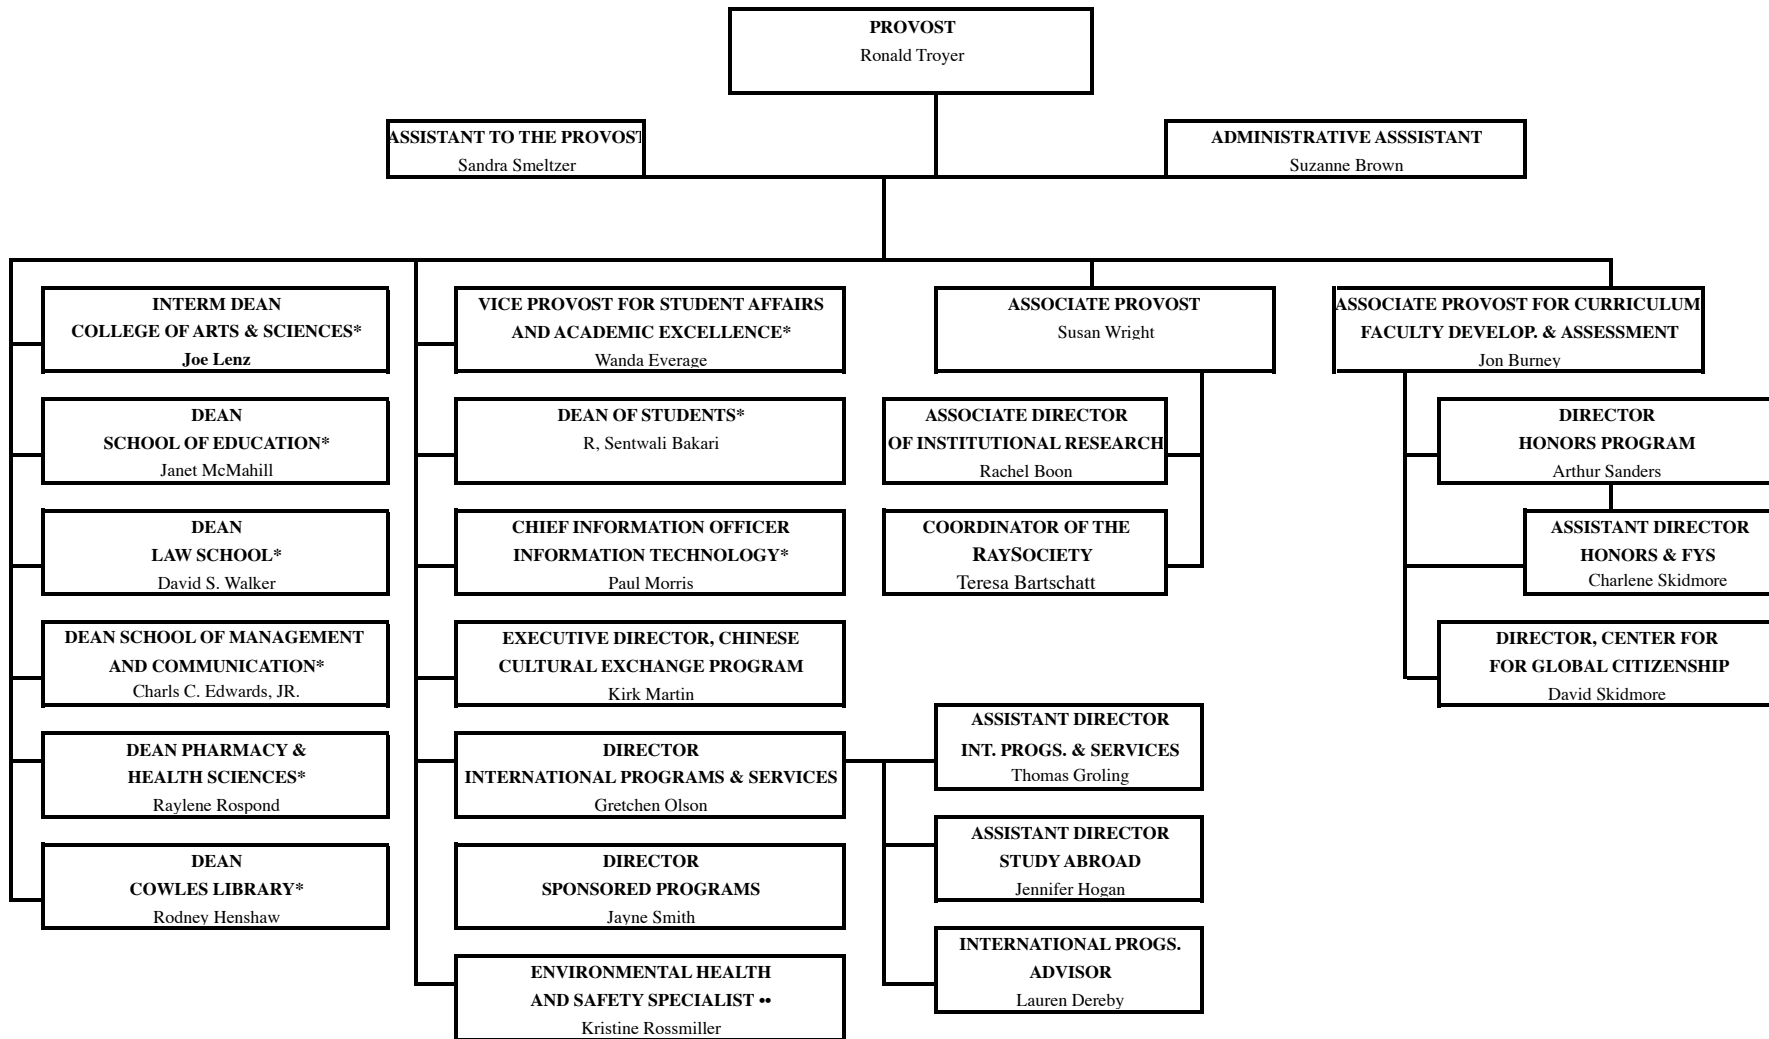 PROVOST
Ronald Troyer
ASSISTANT TO THE PROVOST
Sandra Smeltzer
ADMINISTRATIVE ASSSISTANT
Suzanne Brown
INTERM DEAN
COLLEGE OF ARTS & SCIENCES*
Joe Lenz
DEAN
SCHOOL OF EDUCATION*
Janet McMahill
DEAN
LAW SCHOOL*
David S. Walker
DEAN SCHOOL OF MANAGEMENT
AND COMMUNICATION*
Charls C. Edwards, JR.
DEAN PHARMACY &
HEALTH SCIENCES*
Raylene Rospond
DEAN
COWLES LIBRARY*
Rodney Henshaw
VICE PROVOST FOR STUDENT AFFAIRS
AND ACADEMIC EXCELLENCE*
Wanda Everage
DEAN OF STUDENTS*
R, Sentwali Bakari
CHIEF INFORMATION OFFICER
INFORMATION TECHNOLOGY*
Paul Morris
EXECUTIVE DIRECTOR, CHINESE
CULTURAL EXCHANGE PROGRAM
Kirk Martin
DIRECTOR
INTERNATIONAL PROGRAMS & SERVICES
Gretchen Olson
DIRECTOR
SPONSORED PROGRAMS
Jayne Smith
ENVIRONMENTAL HEALTH
AND SAFETY SPECIALIST ••
Kristine Rossmiller
ASSOCIATE PROVOST
Susan Wright
ASSOCIATE DIRECTOR
OF INSTITUTIONAL RESEARCH
Rachel Boon
COORDINATOR OF THE
RAYSOCIETY
Teresa Bartschatt
ASSISTANT DIRECTOR
INT. PROGS. & SERVICES
Thomas Groling
ASSISTANT DIRECTOR
STUDY ABROAD
Jennifer Hogan
INTERNATIONAL PROGS.
ADVISOR
Lauren Dereby
ASSOCIATE PROVOST FOR CURRICULUM
FACULTY DEVELOP. & ASSESSMENT
Jon Burney
DIRECTOR
HONORS PROGRAM
Arthur Sanders
ASSISTANT DIRECTOR
HONORS & FYS
Charlene Skidmore
DIRECTOR, CENTER FOR
FOR GLOBAL CITIZENSHIP
David Skidmore